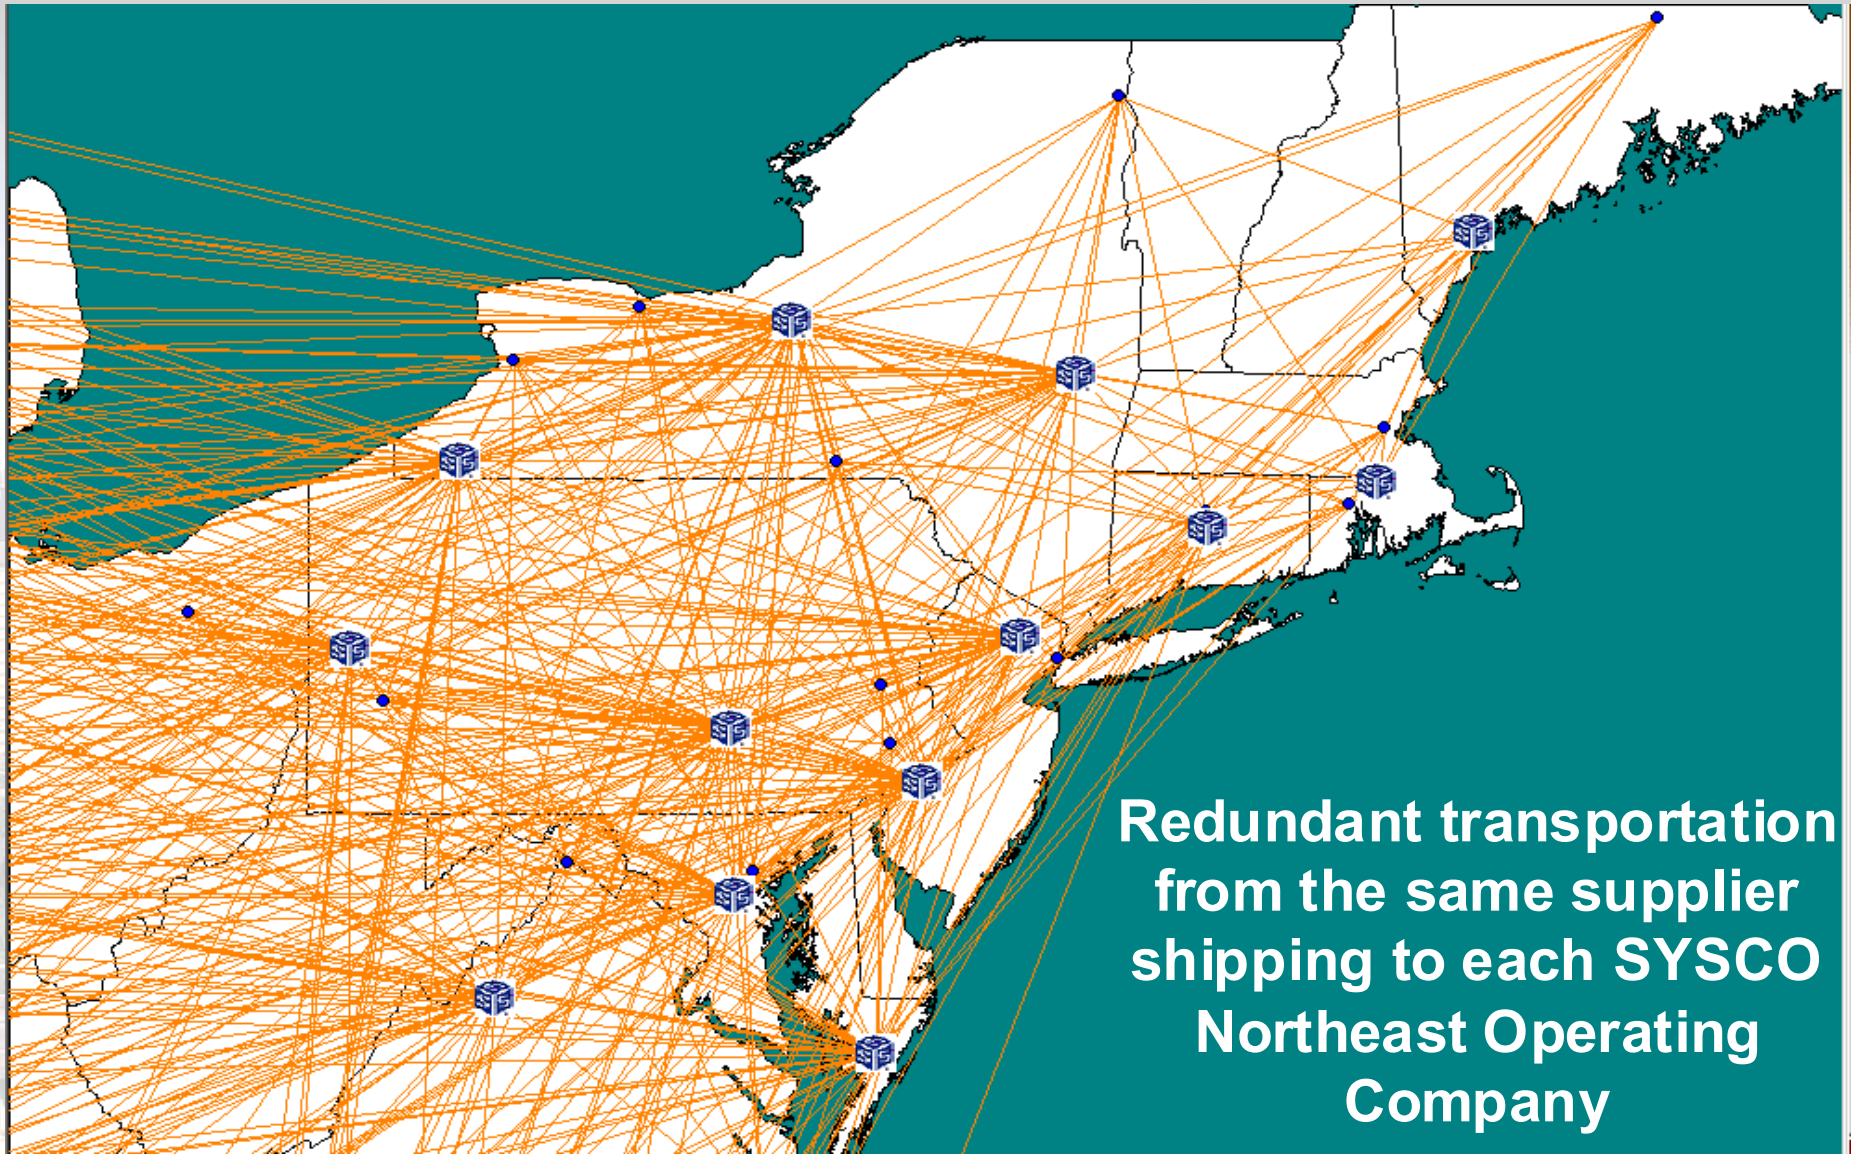 Redundant transportation
from the same supplier
shipping to each SYSCO
Northeast Operating
Company